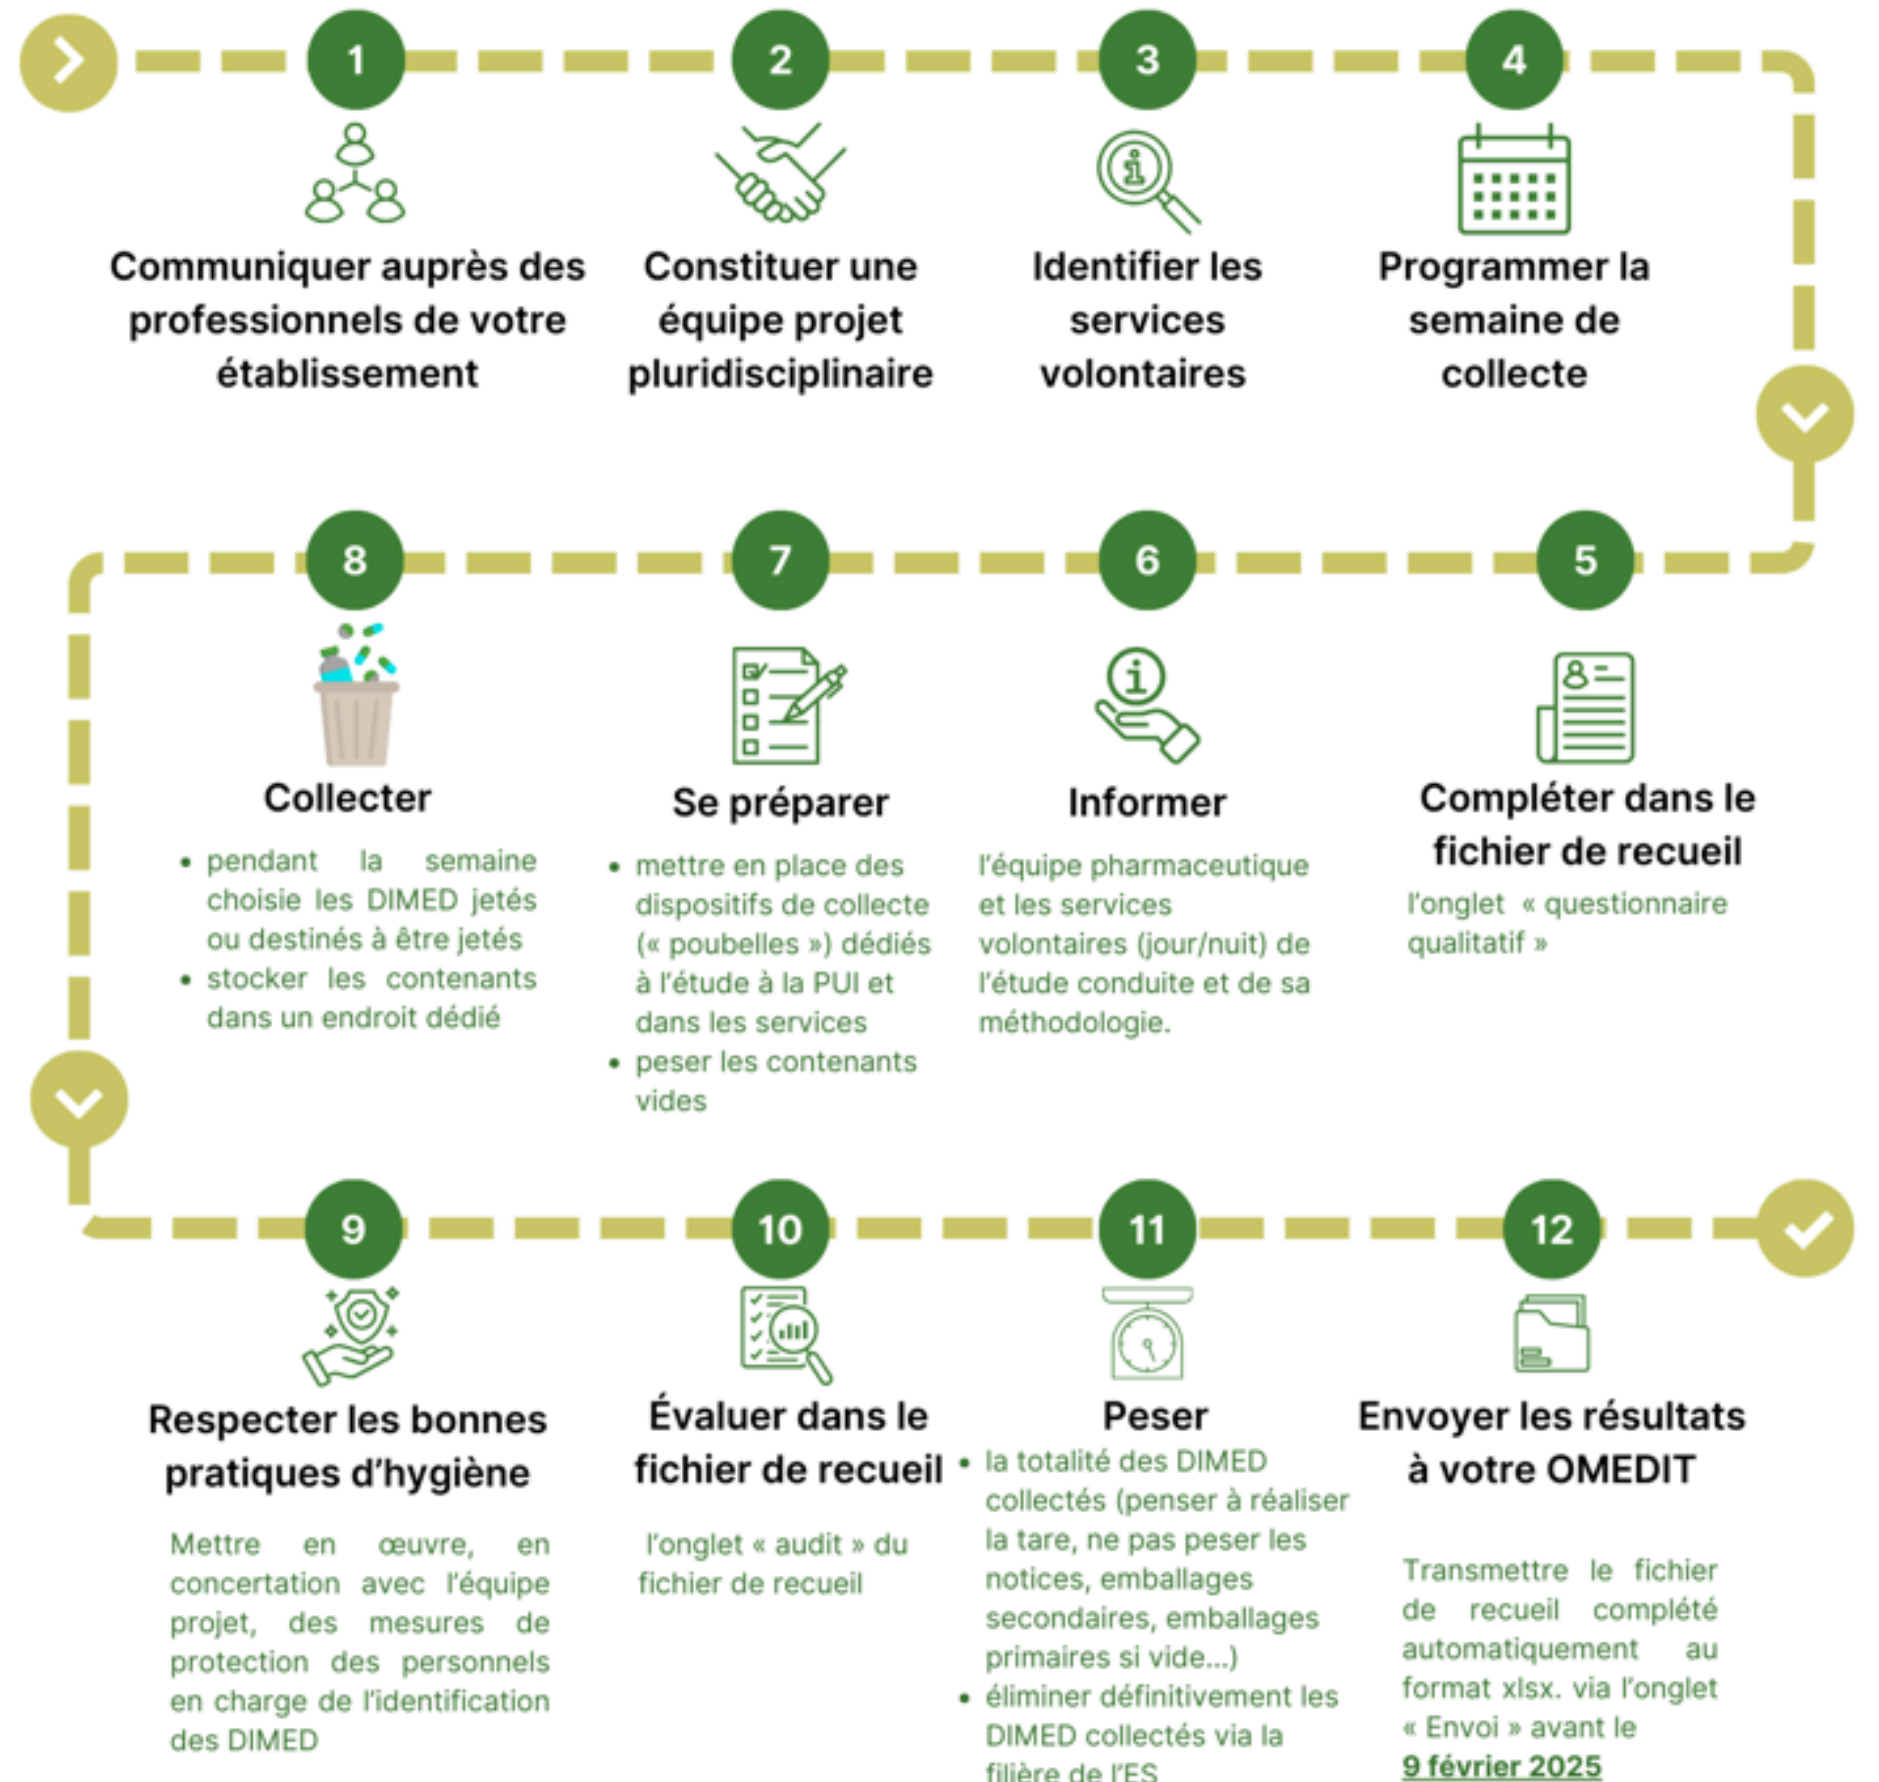 1
Communiquer auprès des
professionnels de votre
établissement
2
Constituer une
équipe projet
pluridisciplinaire
3
Identifier les
services
volontaires
4
Programmer la
semaine de
collecte
5
Compléter dans le
fichier de recueil
l'onglet « questionnaire
qualitatif »
6
Informer
l'équipe pharmaceutique
et les services
volontaires (jour/nuit) de
l'étude conduite et de sa
méthodologie.
7
Se préparer
• mettre en place des
dispositifs de collecte
(« poubelles ») dédiés
à l'étude à la PUI et
dans les services
• peser les contenants
vides
8
Collecter
• pendant la semaine
choisie les DIMED jetés
ou destinés à être jetés
• stocker les contenants
dans un endroit dédié
9
Respecter les bonnes
pratiques d'hygiène
Mettre en œuvre, en
concertation avec l'équipe
projet, des mesures de
protection des personnels
en charge de l'identification
des DIMED
10
Évaluer dans le
fichier de recueil
l'onglet « audit » du
fichier de recueil
11
Peser
• la totalité des DIMED
collectés (penser à réaliser
la tare, ne pas peser les
notices, emballages
secondaires, emballages
primaires si vide...)
• éliminer définitivement les
DIMED collectés via la
filière de l'ES
12
Envoyer les résultats
à votre OMEDIT
Transmettre le fichier
de recueil complété
automatiquement au
format xlsx. via l'onglet
« Envoi » avant le
9 février 2025